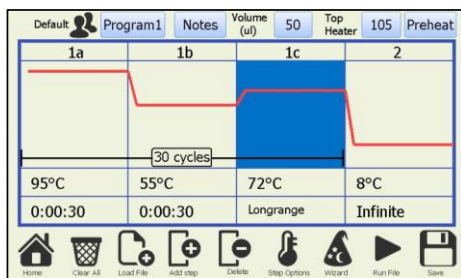 Default Program1 Notes Volume (ul) 50 Top Heater 105 Preheat
1a 1b 1c 2
30 cycles
95°C 55°C 72°C 8°C
0:00:30 0:00:30 Longrange Infinite
Home Clear All Load File Add step Delete Step Options Wizard Run File Save